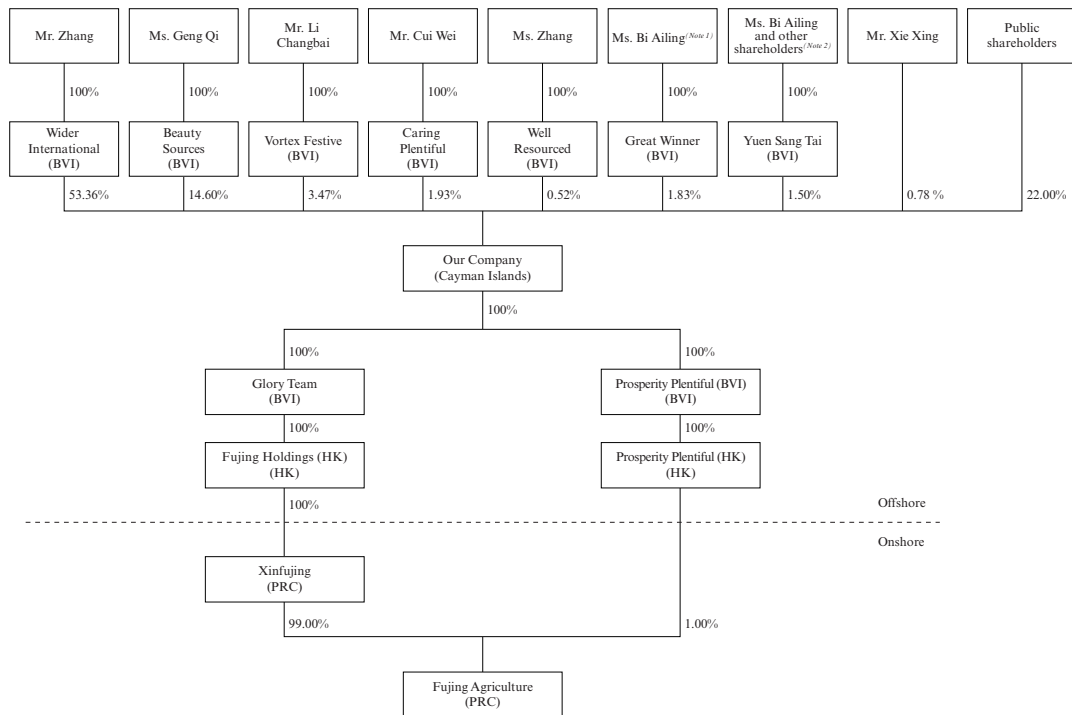 Mr. Zhang
Ms. Geng Qi
Mr. Li
Changbai
Mr. Cui Wei
Ms. Zhang
Ms. Bi Ailing(Note 1)
Ms. Bi Ailing
and other
shareholders(Note 2)
Mr. Xie Xing
Public
shareholders
100%
100%
100%
100%
100%
100%
100%
Wider
International
(BVI)
Beauty
Sources
(BVI)
Vortex Festive
(BVI)
Caring
Plentiful
(BVI)
Well
Resourced
(BVI)
Great Winner
(BVI)
Yuen Sang Tai
(BVI)
53.36%
14.60%
3.47%
1.93%
0.52%
1.83%
1.50%
0.78 %
22.00%
Our Company
(Cayman Islands)
100%
100%
100%
Glory Team
(BVI)
Prosperity Plentiful (BVI)
(BVI)
100%
100%
Fujing Holdings (HK)
(HK)
Prosperity Plentiful (HK)
(HK)
100%
Offshore
Onshore
Xinfujing
(PRC)
99.00%
1.00%
Fujing Agriculture
(PRC)